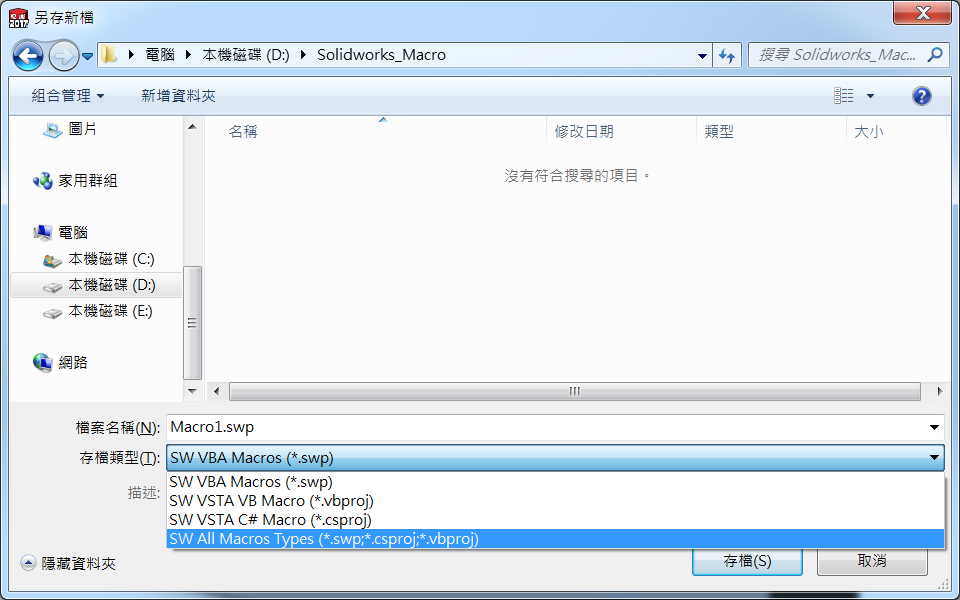 SW 2017 另存新檔
電腦 本機磁碟 (D:) Solidworks_Macro 搜尋 Solidworks_Mac...
組合管理 新增資料夾
圖片
家用群組
電腦
本機磁碟 (C:)
本機磁碟 (D:)
本機磁碟 (E:)
網路
名稱 修改日期 類型 大小
沒有符合搜尋的項目。
檔案名稱(N): Macro1.swp
存檔類型(T): SW VBA Macros (*.swp)
描述:
SW VBA Macros (*.swp)
SW VSTA VB Macro (*.vbproj)
SW VSTA C# Macro (*.csproj)
SW All Macros Types (*.swp;*.csproj;*.vbproj)
隱藏資料夾 存檔(S) 取消